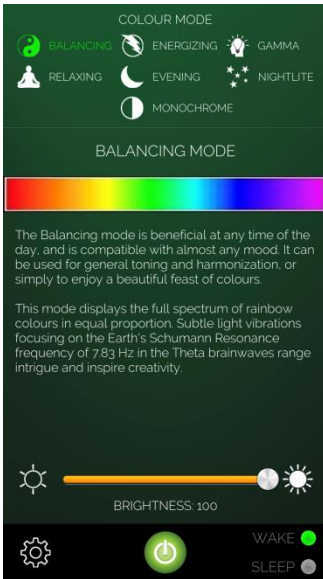 COLOUR MODE
BALANCING ENERGIZING GAMMA
RELAXING EVENING NIGHTLITE
MONOCHROME
BALANCING MODE
The Balancing mode is beneficial at any time of the
day, and is compatible with almost any mood. It can
be used for general toning and harmonization, or
simply to enjoy a beautiful feast of colours.
This mode displays the full spectrum of rainbow
colours in equal proportion. Subtle light vibrations
focusing on the Earth's Schumann Resonance
frequency of 7.83 Hz in the Theta brainwaves range
intrigue and inspire creativity.
BRIGHTNESS: 100
WAKE
SLEEP